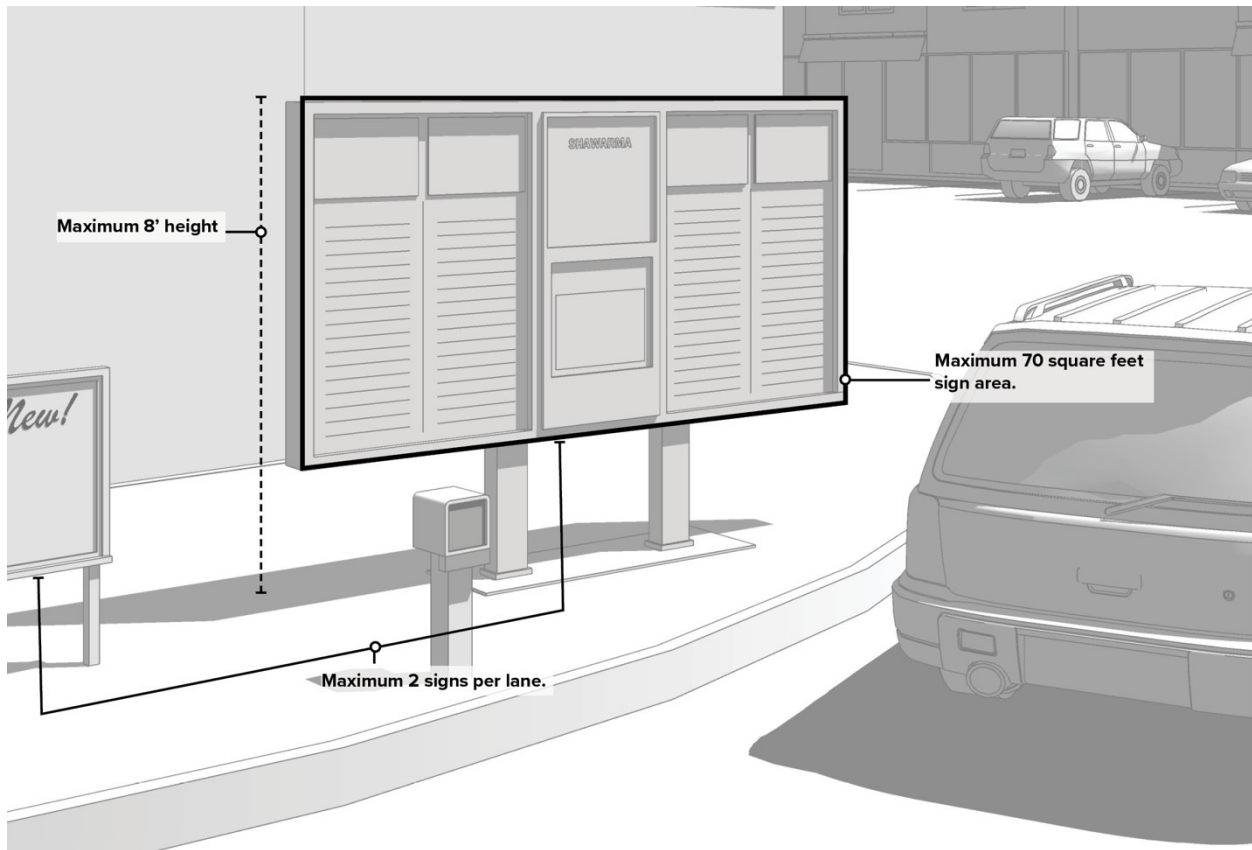 SHAWARMA
Maximum 8’ height
Maximum 70 square feet
sign area.
New!
Maximum 2 signs per lane.